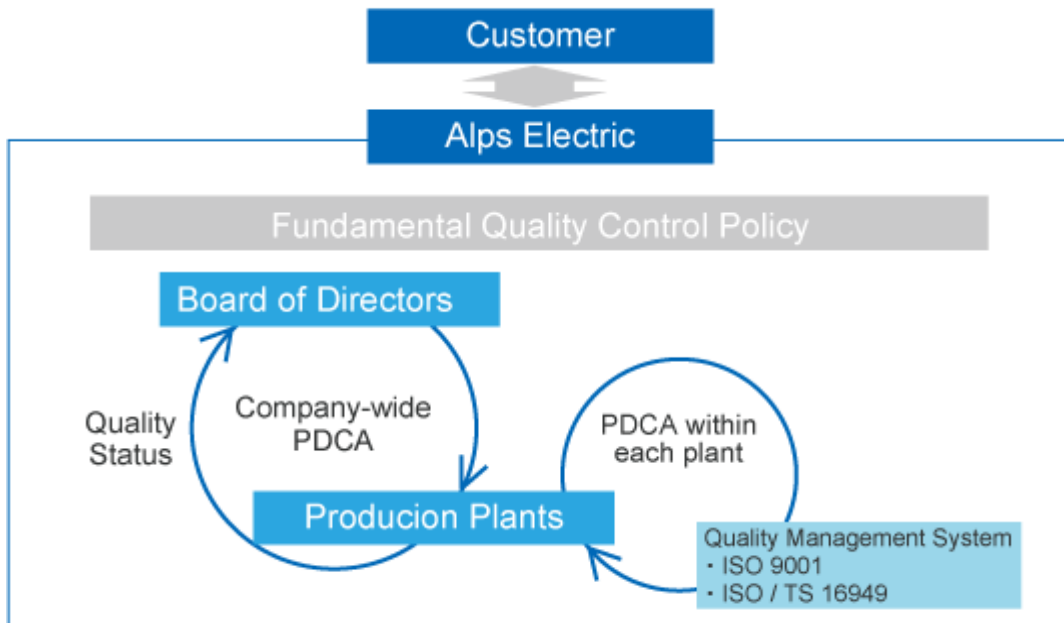 Customer
Alps Electric
Fundamental Quality Control Policy
Board of Directors
Quality
Status
Company-wide
PDCA
PDCA within
each plant
Producion Plants
Quality Management System
・ISO 9001
・ISO / TS 16949